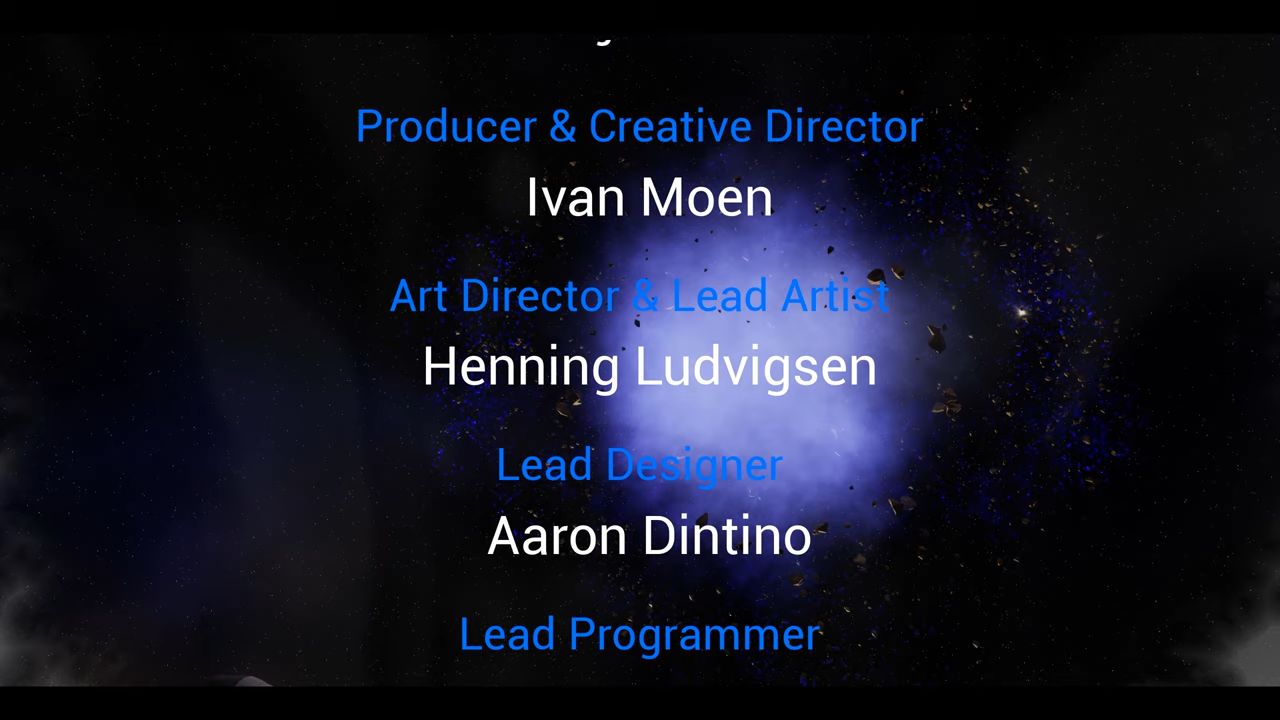 Producer & Creative Director
Ivan Moen
Art Director & Lead Artist
Henning Ludvigsen
Lead Designer
Aaron Dintino
Lead Programmer